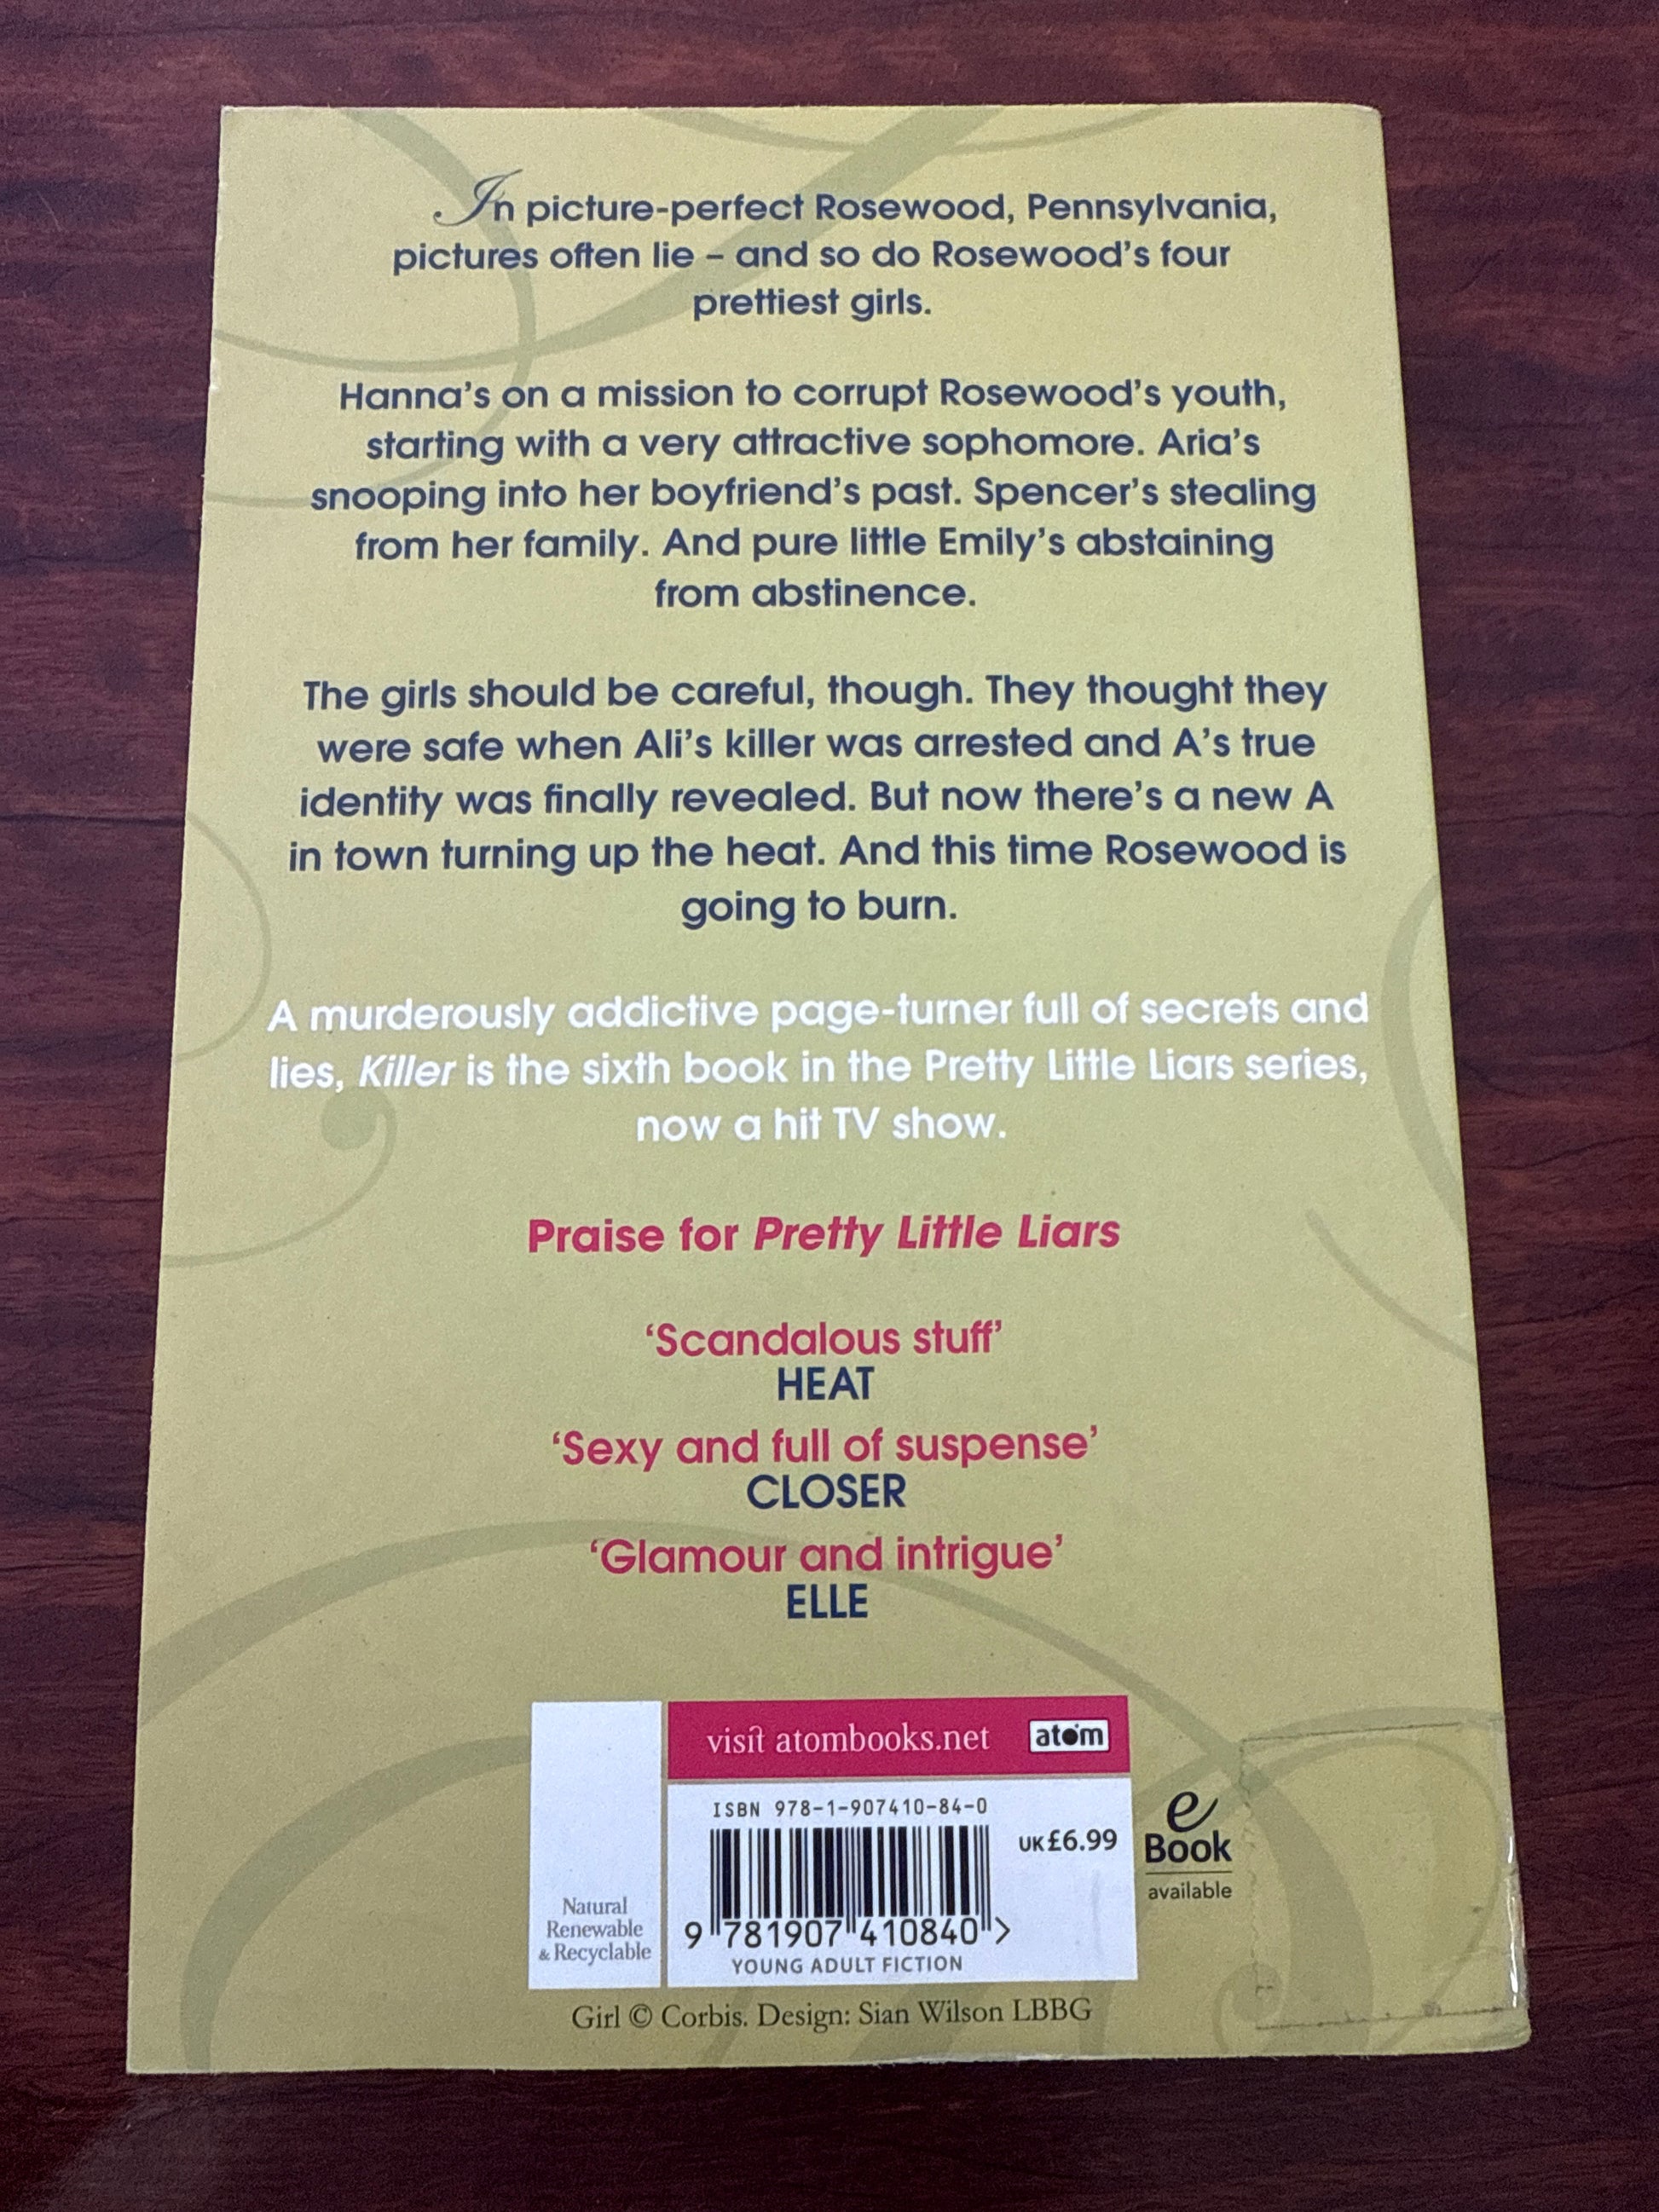 In picture-perfect Rosewood, Pennsylvania,
pictures often lie – and so do Rosewood's four
prettiest girls.
Hanna's on a mission to corrupt Rosewood's youth,
starting with a very attractive sophomore. Aria's
snooping into her boyfriend's past. Spencer's stealing
from her family. And pure little Emily's abstaining
from abstinence.
The girls should be careful, though. They thought they
were safe when Ali's killer was arrested and A's true
identity was finally revealed. But now there's a new A
in town turning up the heat. And this time Rosewood is
going to burn.
A murderously addictive page-turner full of secrets and
lies, Killer is the sixth book in the Pretty Little Liars series,
now a hit TV show.
Praise for Pretty Little Liars
‘Scandalous stuff’
HEAT
‘Sexy and full of suspense’
CLOSER
‘Glamour and intrigue’
ELLE
visit atombooks.net
atom
ISBN 978-1-907410-84-0
UK£6.99
9 781907 410840 >
YOUNG ADULT FICTION
Natural
Renewable
& Recyclable
e
Book
available
Girl © Corbis. Design: Sian Wilson LBBG